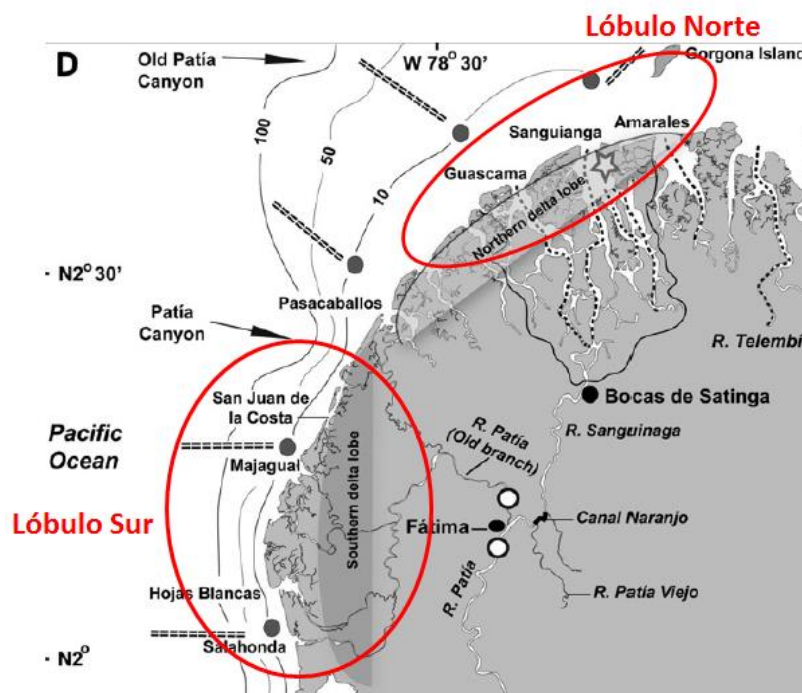 Lóbulo Norte
D
Old Patía
Canyon
W 78° 30'
Gorgona Island
100
50
10
Sanguianga
Amarales
Guascama
Northern delta lobe
N2° 30'
Pasacaballos
Patía
Canyon
R. Telembí
San Juan de
la Costa
Bocas de Satinga
Pacific
Ocean
R. Sanguinaga
R. Patía
(Old branch)
Majagual
Southern delta lobe
Lóbulo Sur
Fátima
Canal Naranjo
R. Patía
Hojas Blancas
R. Patía Viejo
Salahonda
N2°